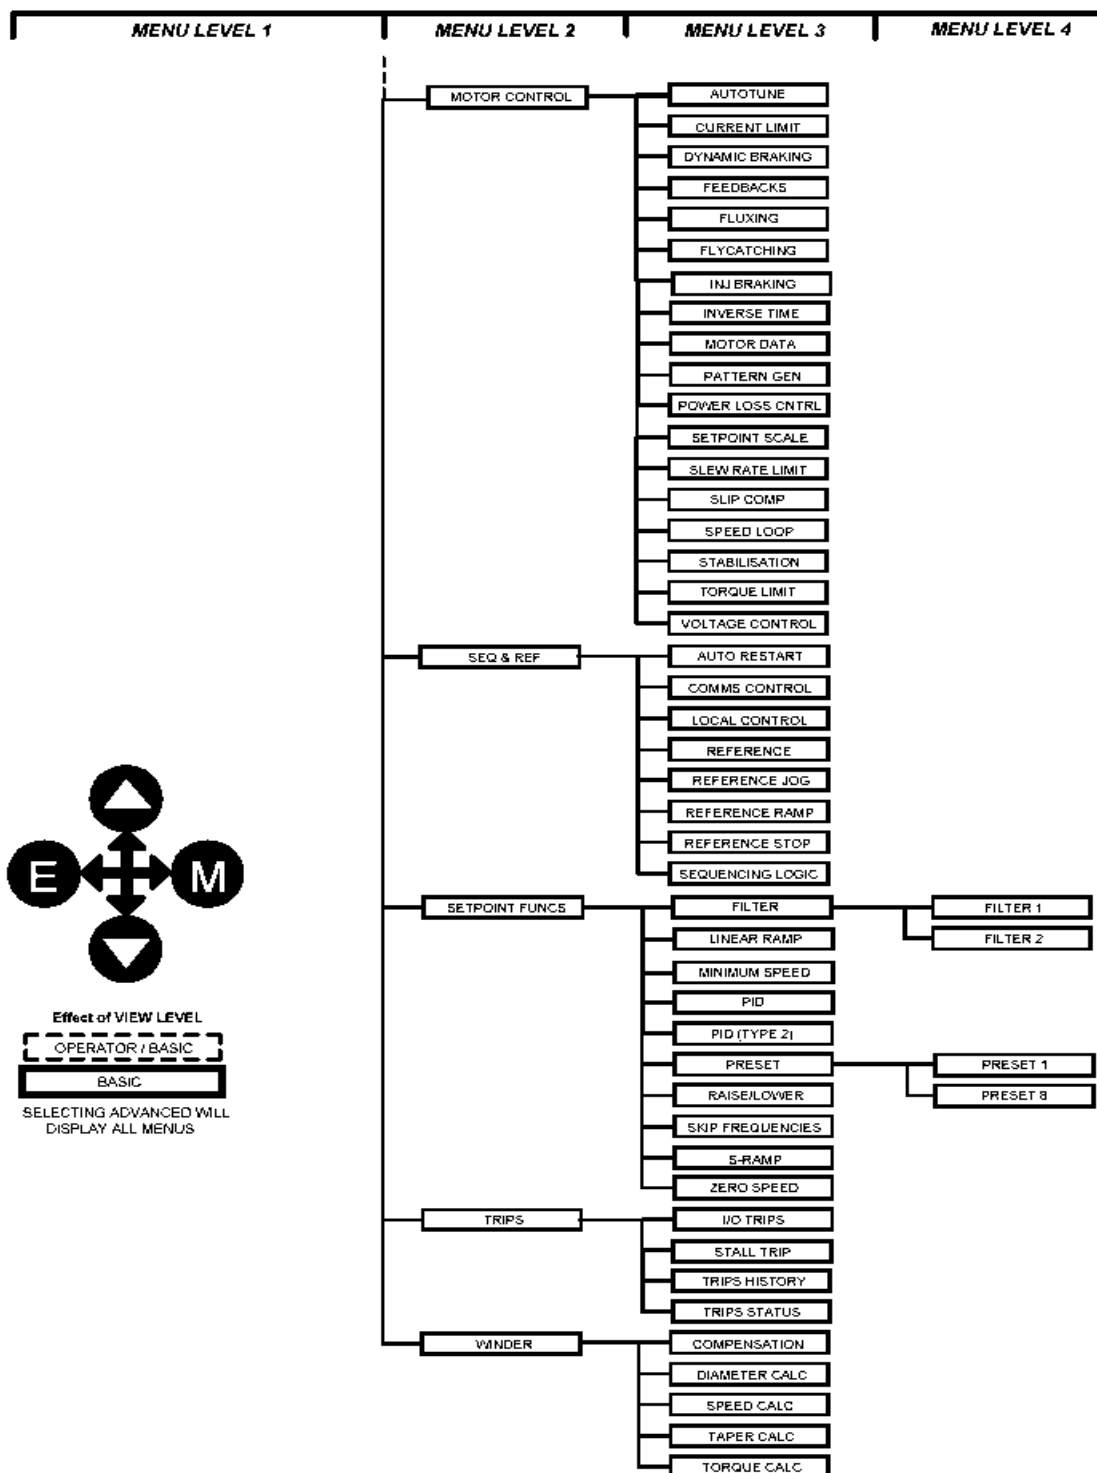 MENU LEVEL 1 MENU LEVEL 2 MENU LEVEL 3 MENU LEVEL 4
MOTOR CONTROL AUTOTUNE
CURRENT LIMIT
DYNAMIC BRAKING
FEEDBACKS
FLUXING
FLYCATCHING
INJ BRAKING
INVERSE TIME
MOTOR DATA
PATTERN GEN
POWER LOSS CNTRL
SETPOINT SCALE
SLEW RATE LIMIT
SLIP COMP
SPEED LOOP
STABILISATION
TORQUE LIMIT
VOLTAGE CONTROL
SEQ & REF AUTO RESTART
COMMS CONTROL
LOCAL CONTROL
REFERENCE
REFERENCE JOG
REFERENCE RAMP
REFERENCE STOP
SEQUENCING LOGIC
SETPOINT FUNCS FILTER FILTER 1
FILTER 2
LINEAR RAMP
MINIMUM SPEED
PID
PID (TYPE 2)
PRESET PRESET 1
PRESET 8
RAISE/LOWER
SKIP FREQUENCIES
S-RAMP
ZERO SPEED
TRIPS I/O TRIPS
STALL TRIP
TRIPS HISTORY
TRIPS STATUS
WINDER COMPENSATION
DIAMETER CALC
SPEED CALC
TAPER CALC
TORQUE CALC
E M
Effect of VIEW LEVEL
OPERATOR / BASIC
BASIC
SELECTING ADVANCED WILL
DISPLAY ALL MENUS